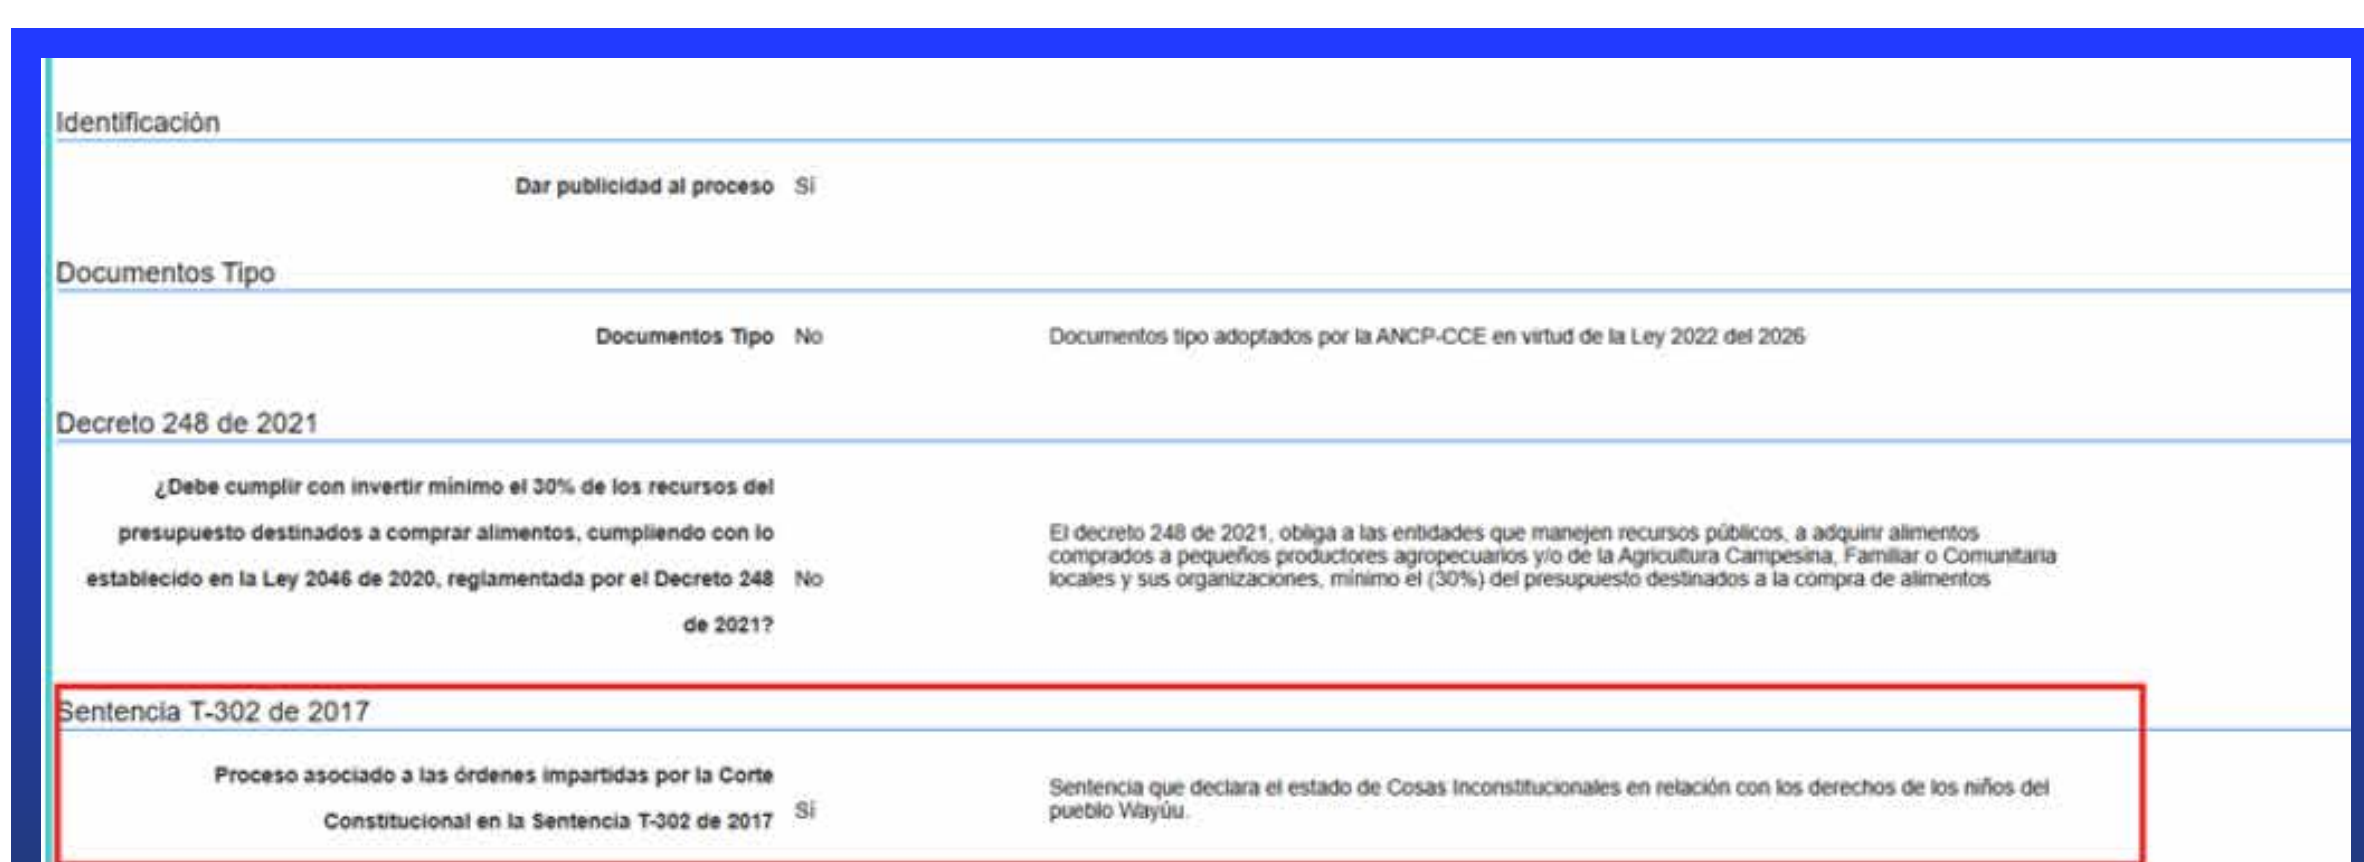 Identificación
Dar publicidad al proceso Sí
Documentos Tipo
Documentos Tipo No Documentos tipo adoptados por la ANCP-CCE en virtud de la Ley 2022 del 2026
Decreto 248 de 2021
¿Debe cumplir con invertir mínimo el 30% de los recursos del
presupuesto destinados a comprar alimentos, cumpliendo con lo
establecido en la Ley 2046 de 2020, reglamentada por el Decreto 248
de 2021?
No
El decreto 248 de 2021, obliga a las entidades que manejen recursos públicos, a adquirir alimentos
comprados a pequeños productores agropecuarios y/o de la Agricultura Campesina, Familiar o Comunitaria
locales y sus organizaciones, mínimo el (30%) del presupuesto destinados a la compra de alimentos
Sentencia T-302 de 2017
Proceso asociado a las órdenes impartidas por la Corte
Constitucional en la Sentencia T-302 de 2017
Sí
Sentencia que declara el estado de Cosas Inconstitucionales en relación con los derechos de los niños del
pueblo Wayúu.